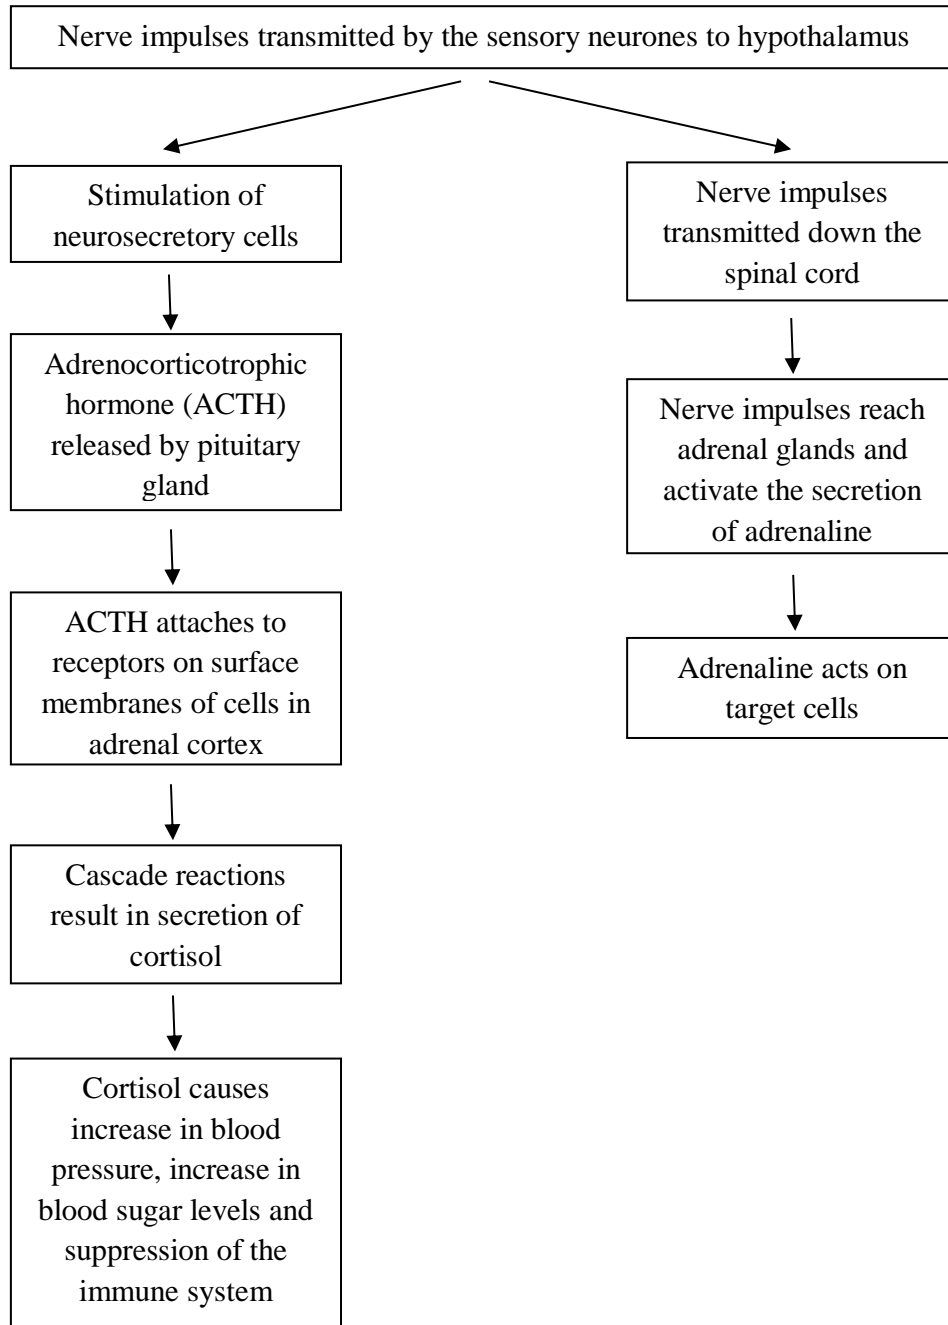 Nerve impulses transmitted by the sensory neurones to hypothalamus
Stimulation of
neurosecretory cells
Adrenocorticotrophic
hormone (ACTH)
released by pituitary
gland
ACTH attaches to
receptors on surface
membranes of cells in
adrenal cortex
Cascade reactions
result in secretion of
cortisol
Cortisol causes
increase in blood
pressure, increase in
blood sugar levels and
suppression of the
immune system
Nerve impulses
transmitted down the
spinal cord
Nerve impulses reach
adrenal glands and
activate the secretion
of adrenaline
Adrenaline acts on
target cells